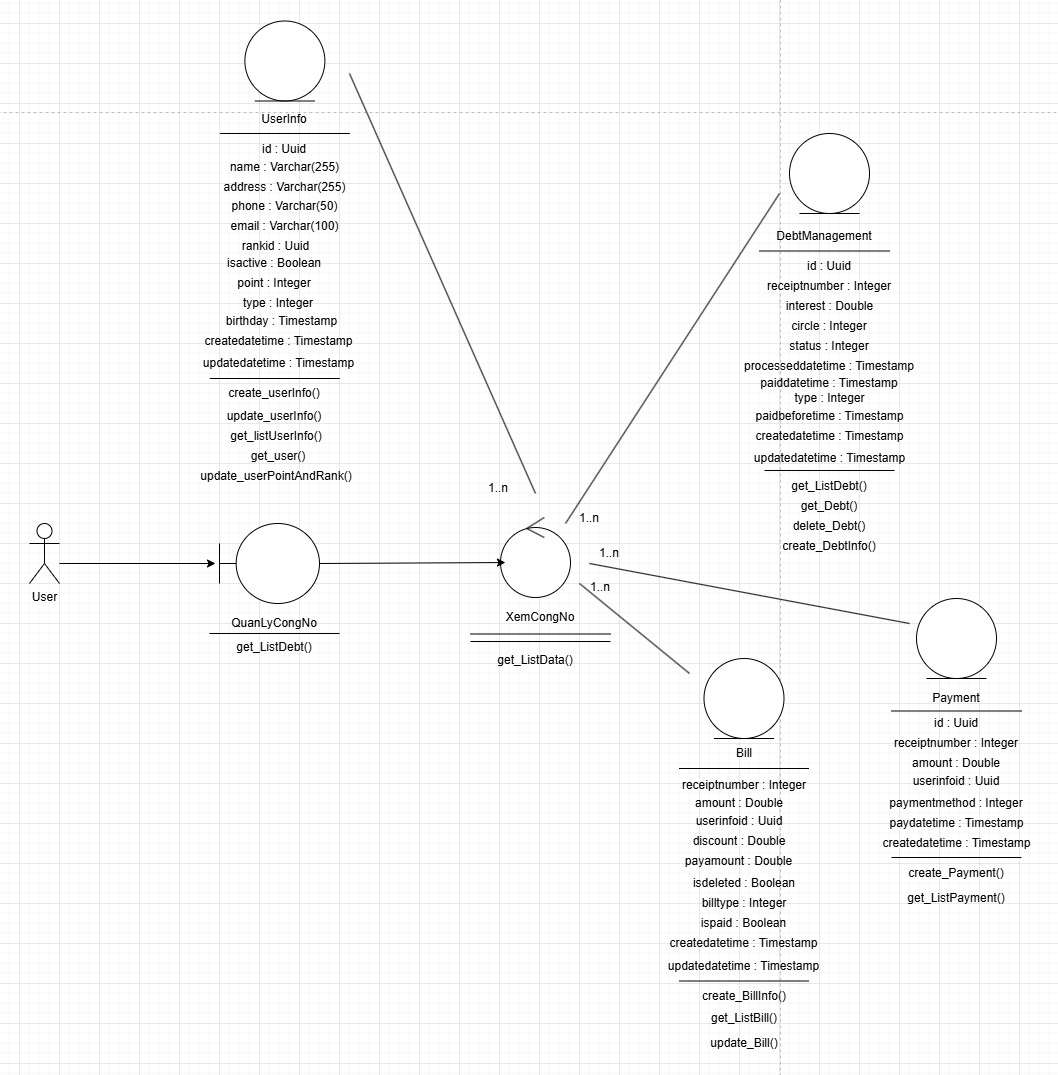 UserInfo
id : Uuid
name : Varchar(255)
address : Varchar(255)
phone : Varchar(50)
email : Varchar(100)
rankid : Uuid
isactive : Boolean
point : Integer
type : Integer
birthday : Timestamp
createdatetime : Timestamp
updatedatetime : Timestamp
create_userInfo()
update_userInfo()
get_listUserInfo()
get_user()
update_userPointAndRank()
DebtManagement
id : Uuid
receiptnumber : Integer
interest : Double
circle : Integer
status : Integer
processeddatetime : Timestamp
paiddatetime : Timestamp
type : Integer
paidbeforetime : Timestamp
createdatetime : Timestamp
updatedatetime : Timestamp
get_ListDebt()
get_Debt()
delete_Debt()
create_DebtInfo()
1..n
1..n
1..n
1..n
User
QuanLyCongNo
get_ListDebt()
XemCongNo
get_ListData()
Bill
receiptnumber : Integer
amount : Double
userinfoid : Uuid
discount : Double
payamount : Double
isdeleted : Boolean
billtype : Integer
ispaid : Boolean
createdatetime : Timestamp
updatedatetime : Timestamp
create_BillInfo()
get_ListBill()
update_Bill()
Payment
id : Uuid
receiptnumber : Integer
amount : Double
userinfoid : Uuid
paymentmethod : Integer
paydatetime : Timestamp
createdatetime : Timestamp
create_Payment()
get_ListPayment()